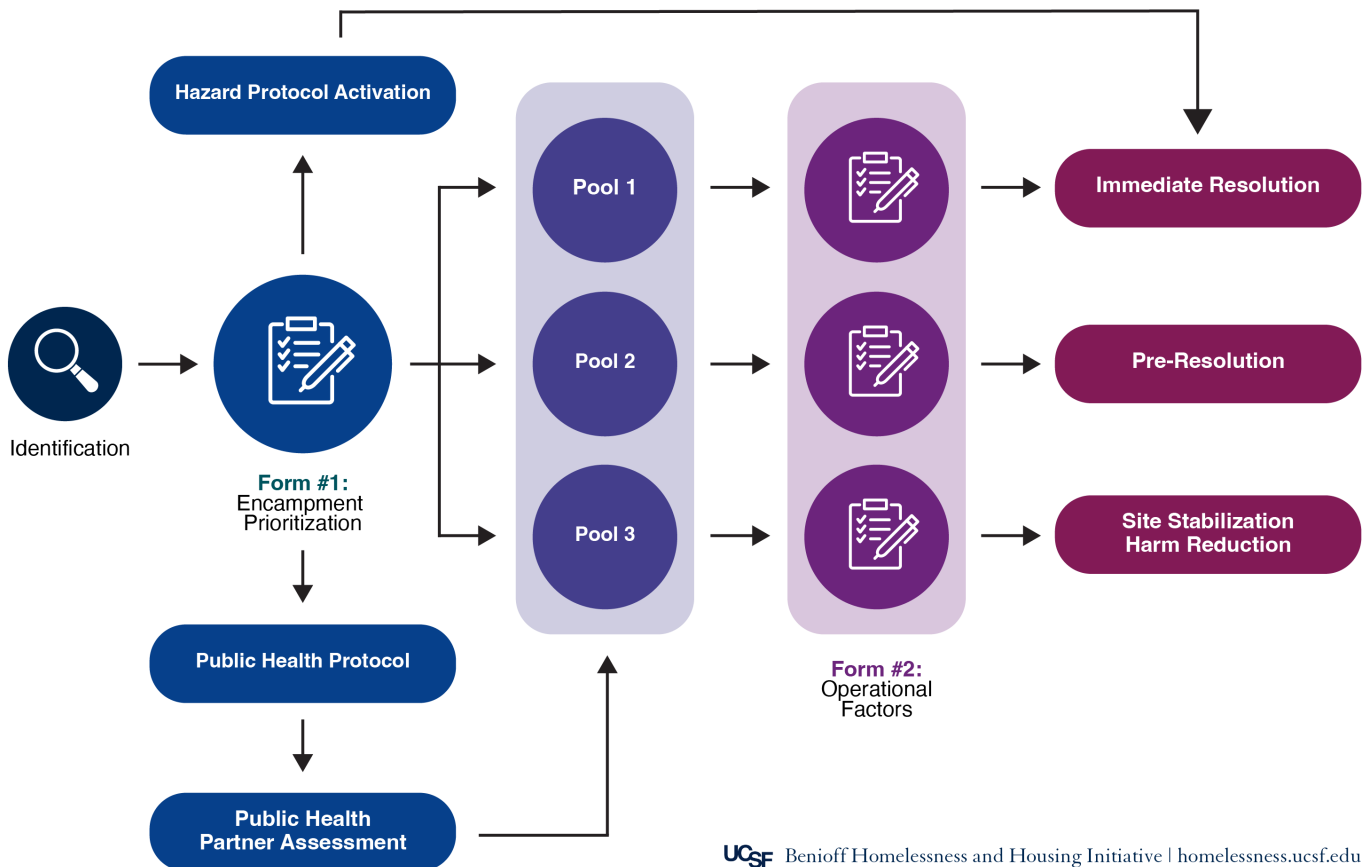 Hazard Protocol Activation
Identification
Form #1:
Encampment
Prioritization
Public Health Protocol
Public Health
Partner Assessment
Pool 1
Pool 2
Pool 3
Form #2:
Operational
Factors
Immediate Resolution
Pre-Resolution
Site Stabilization
Harm Reduction
UCSF Benioff Homelessness and Housing Initiative | homelessness.ucsf.edu